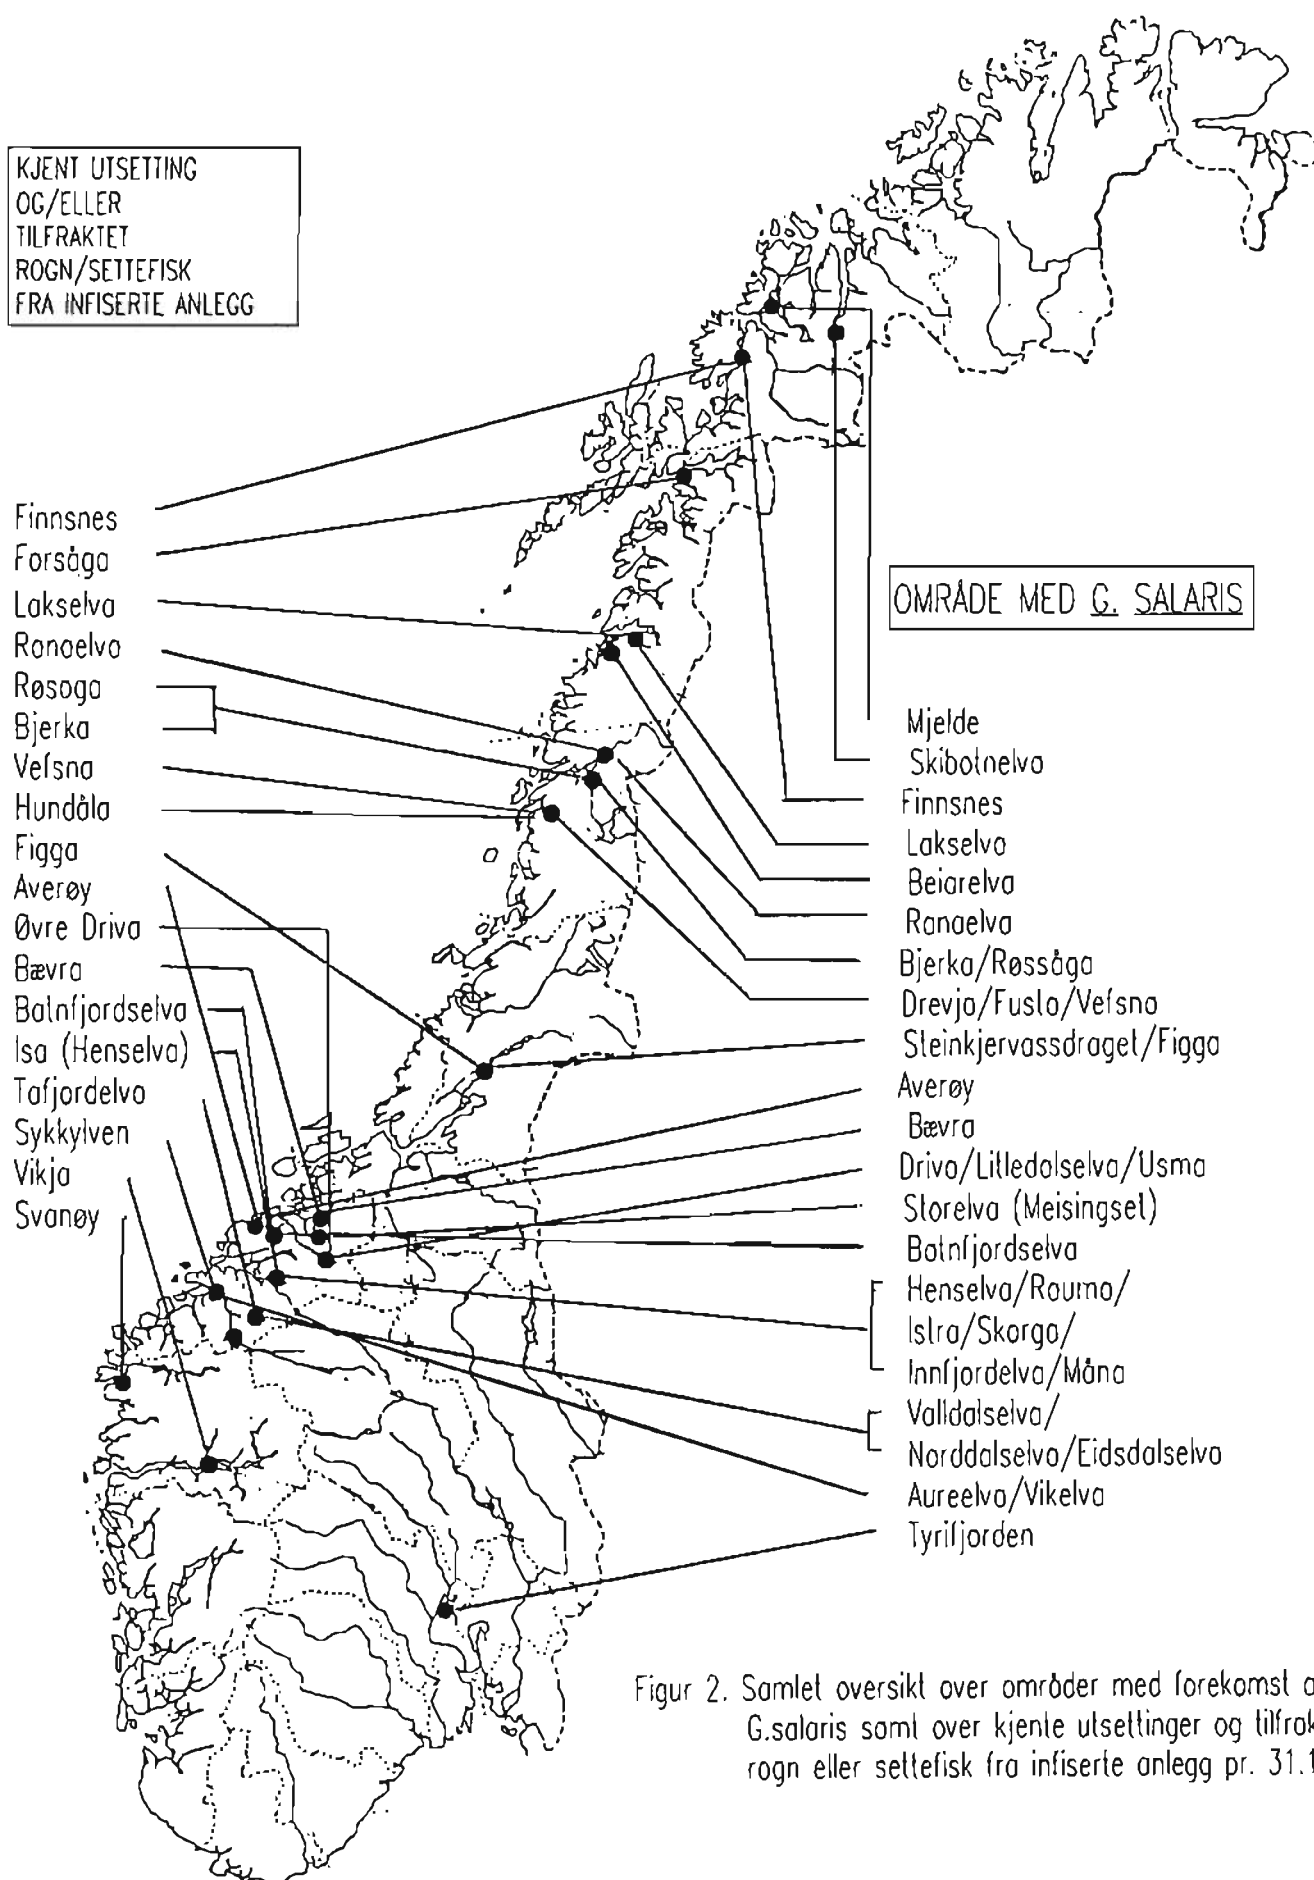 KJENT UTSETTING
OG/ELLER
TILFRAKTET
ROGN/SETTEFISK
FRA INFISERTE ANLEGG
Finnsnes
Forsåga
Lakselva
Ranaelva
Røsoga
Bjerka
Vefsna
Hundåla
Figga
Averøy
Øvre Driva
Bævra
Batnfjordselva
Isa (Henselva)
Tafjordelva
Sykkylven
Vikja
Svanøy
OMRÅDE MED G. SALARIS
Mjelde
Skibotnelva
Finnsnes
Lakselva
Beiarelva
Ranaelva
Bjerka/Røssåga
Drevja/Fusta/Vefsna
Steinkjervassdraget/Figga
Averøy
Bævra
Driva/Litledalselva/Usma
Storelva (Meisingset)
Batnfjordselva
Henselva/Rauma/
Istra/Skorga/
Innfjordelva/Måna
Valldalselva/
Norddalselva/Eidsdalselva
Aureelva/Vikelva
Tyrifjorden
Figur 2. Samlet oversikt over områder med forekomst a
G.salaris samt over kjente utsettinger og tilfrak
rogn eller settefisk fra infiserte anlegg pr. 31.1